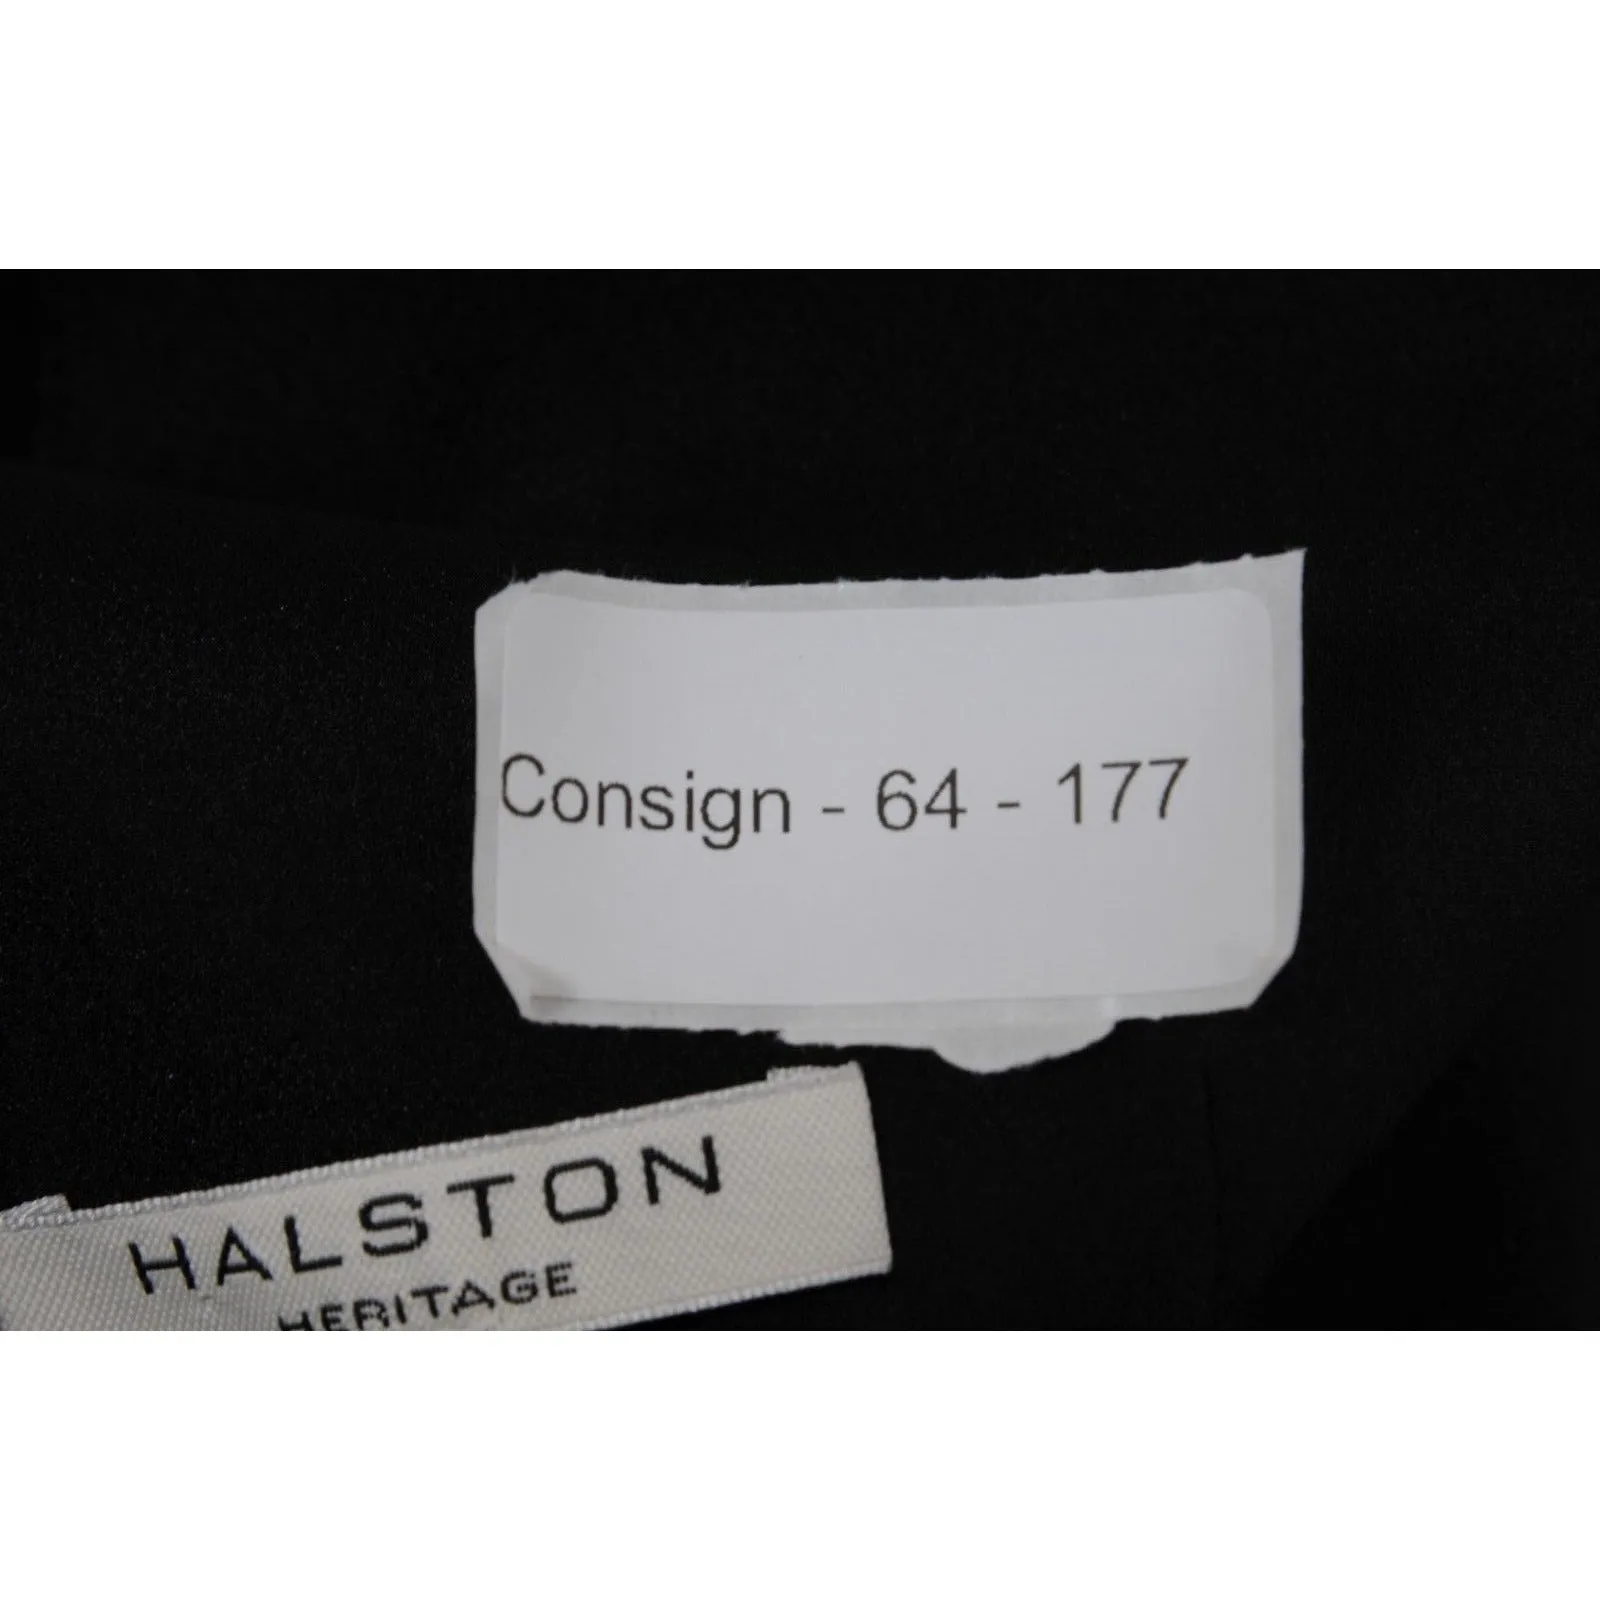 Consign - 64 - 177
HALSTON
HERITAGE